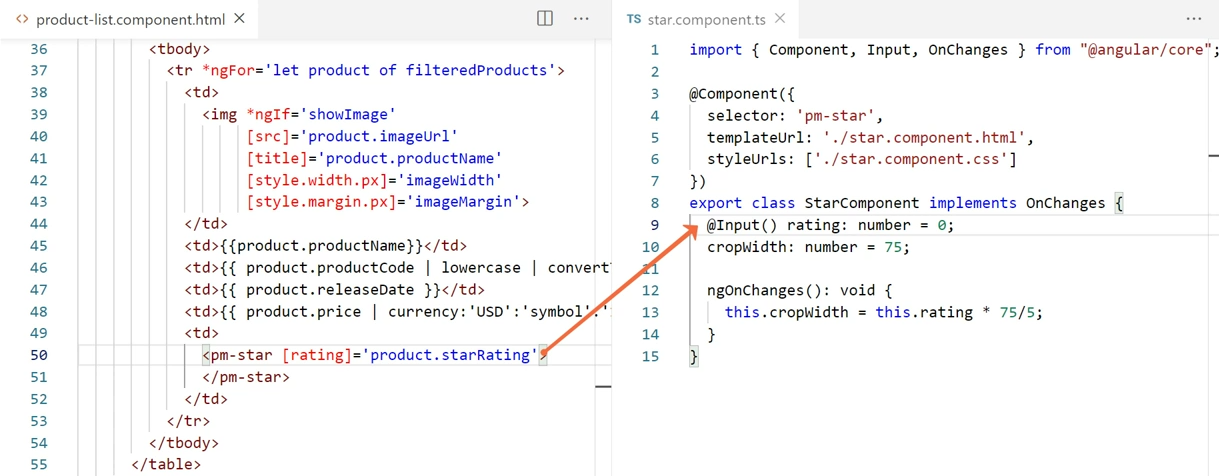 product-list.component.html
36 <tbody>
37 <tr *ngFor='let product of filteredProducts'>
38 <td>
39 <img *ngIf='showImage'
40 [src]='product.imageUrl'
41 [title]='product.productName'
42 [style.width.px]='imageWidth'
43 [style.margin.px]='imageMargin'>
44 </td>
45 <td>{{product.productName}}</td>
46 <td>{{ product.productCode | lowercase |
47 <td>{{ product.releaseDate }}</td>
48 <td>{{ product.price | currency:'USD':'symbol':'
49 <td>
50 <pm-star [rating]='product.starRating'>
51 </pm-star>
52 </td>
53 </tr>
54 </tbody>
55 </table>
TS star.component.ts
1 import { Component, Input, OnChanges } from "@angular/core";
2
3 @Component({
4 selector: 'pm-star',
5 templateUrl: './star.component.html',
6 styleUrls: ['./star.component.css']
7 })
8 export class StarComponent implements OnChanges {
9 @Input() rating: number = 0;
10 cropWidth: number = 75;
11
12 ngOnChanges(): void {
13 this.cropWidth = this.rating * 75/5;
14 }
15 }